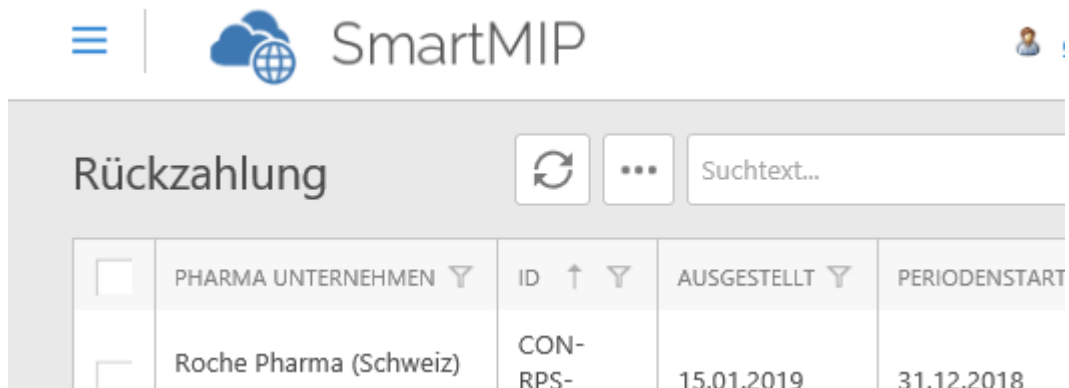 SmartMIP
Rückzahlung
Suchtext...
PHARMA UNTERNEHMEN ID AUSGESTELLT PERIODENSTART
Roche Pharma (Schweiz) CON-
RPS- 15.01.2019 31.12.2018